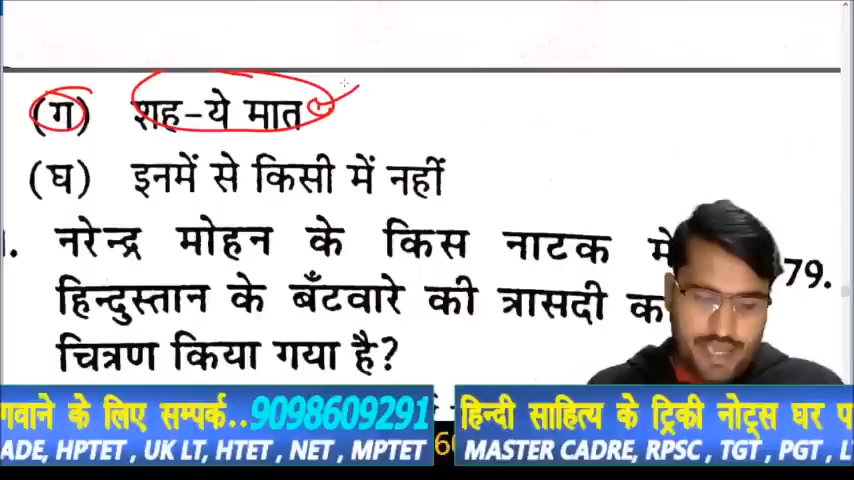 (ग) शह-ये मात
(घ) इनमें से किसी में नहीं
. नरेन्द्र मोहन के किस नाटक में
79.
हिन्दुस्तान के बँटवारे की त्रासदी का
चित्रण किया गया है?
गवाने के लिए सम्पर्क..9098609291
हिन्दी साहित्य के ट्रिकी नोट्स घर प
ADE, HPTET, UK LT, HTET, NET, MPTET
MASTER CADRE, RPSC, TGT, PGT, L